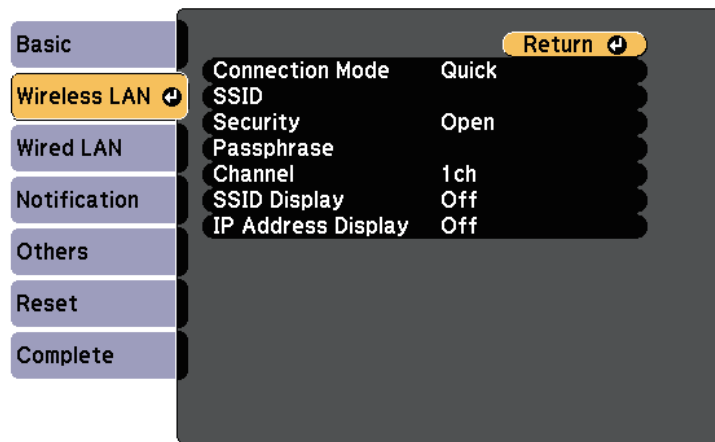 Basic
Wireless LAN
Wired LAN
Notification
Others
Reset
Complete
Return
Connection Mode Quick
SSID
Security Open
Passphrase
Channel 1ch
SSID Display Off
IP Address Display Off